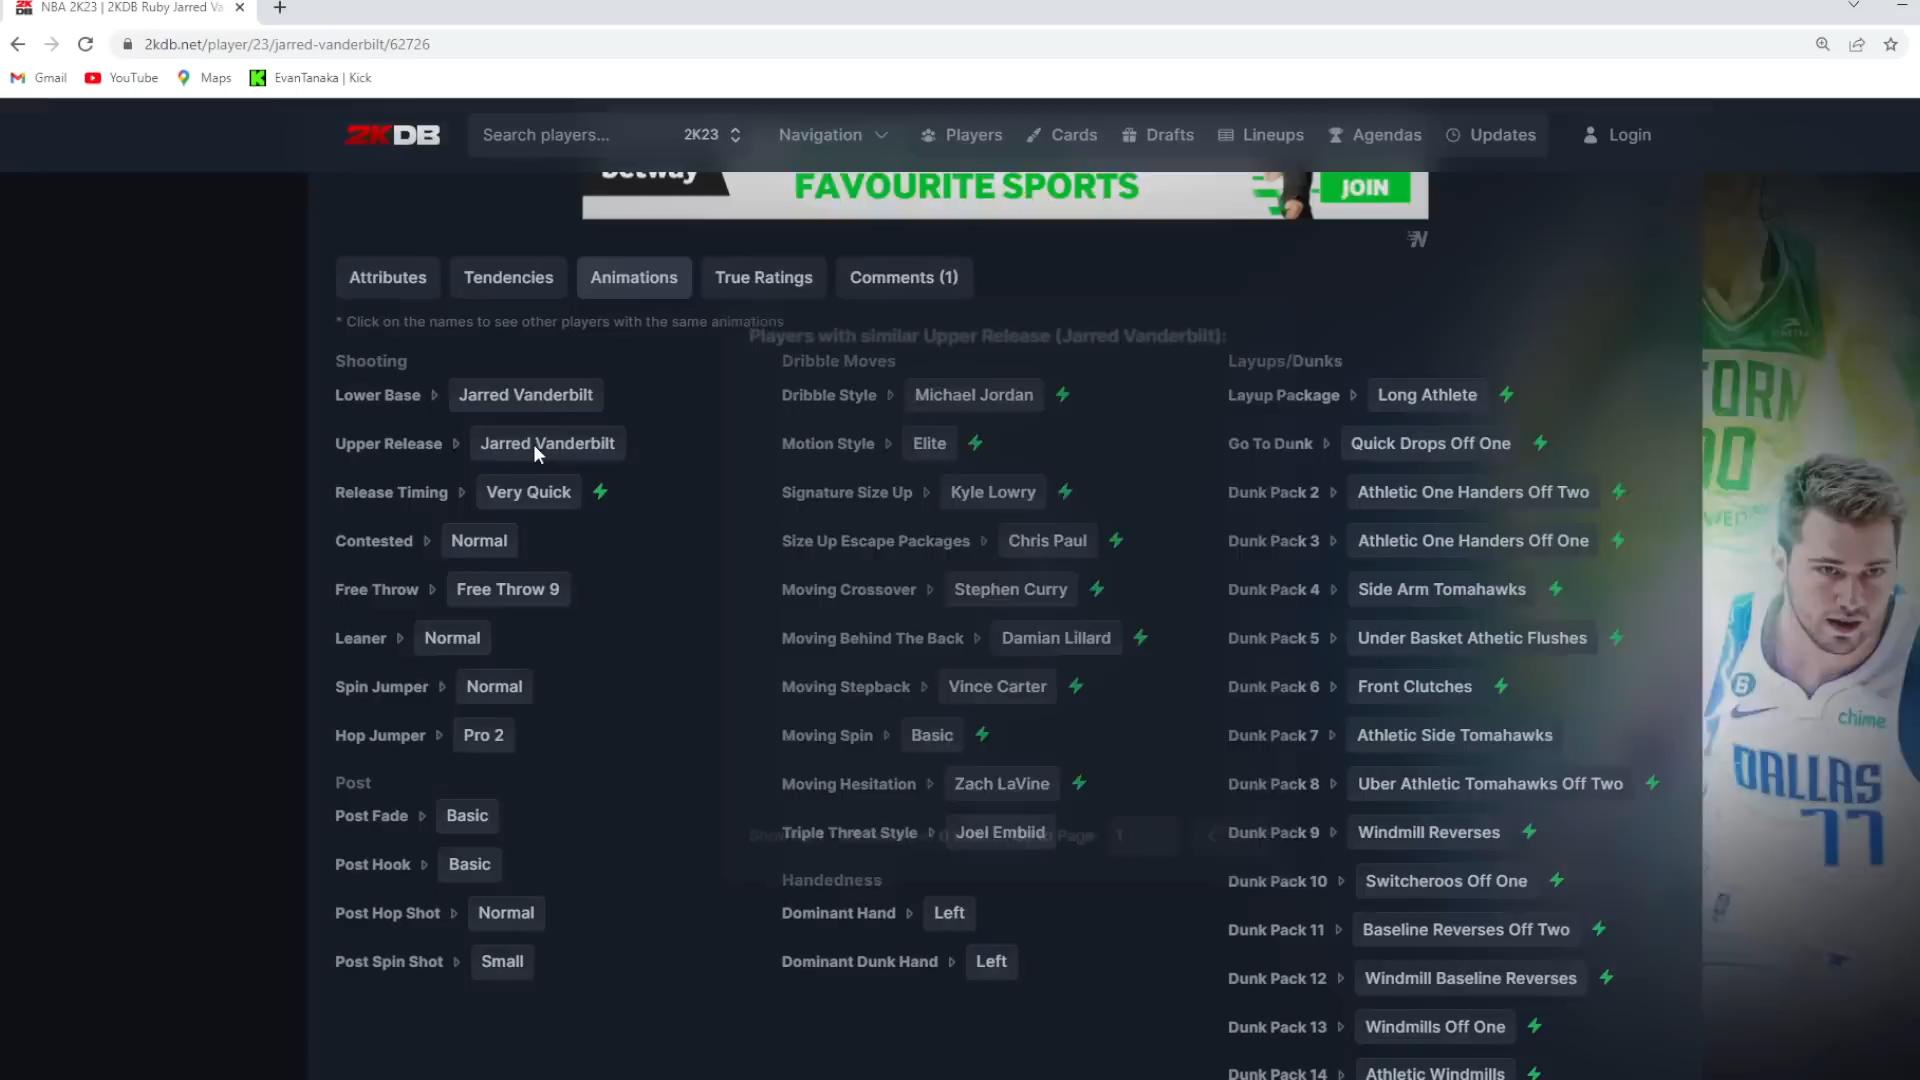 NBA 2K23 | 2KDB Ruby Jarred Va
2kdb.net/player/23/jarred-vanderbilt/62726
Gmail YouTube Maps EvanTanaka | Kick
2KDB Search players... 2K23 Navigation Players Cards Drafts Lineups Agendas Updates Login
betway FAVOURITE SPORTS JOIN
Attributes Tendencies Animations True Ratings Comments (1)
* Click on the names to see other players with the same animations
Players with similar Upper Release (Jarred Vanderbilt):
Shooting
Lower Base Jarred Vanderbilt
Upper Release Jarred Vanderbilt
Release Timing Very Quick
Contested Normal
Free Throw Free Throw 9
Leaner Normal
Spin Jumper Normal
Hop Jumper Pro 2
Post
Post Fade Basic
Post Hook Basic
Post Hop Shot Normal
Post Spin Shot Small
Dribble Moves
Dribble Style Michael Jordan
Motion Style Elite
Signature Size Up Kyle Lowry
Size Up Escape Packages Chris Paul
Moving Crossover Stephen Curry
Moving Behind The Back Damian Lillard
Moving Stepback Vince Carter
Moving Spin Basic
Moving Hesitation Zach LaVine
Triple Threat Style Joel Embiid
Page 1
Handedness
Dominant Hand Left
Dominant Dunk Hand Left
Layups/Dunks
Layup Package Long Athlete
Go To Dunk Quick Drops Off One
Dunk Pack 2 Athletic One Handers Off Two
Dunk Pack 3 Athletic One Handers Off One
Dunk Pack 4 Side Arm Tomahawks
Dunk Pack 5 Under Basket Athetic Flushes
Dunk Pack 6 Front Clutches
Dunk Pack 7 Athletic Side Tomahawks
Dunk Pack 8 Uber Athletic Tomahawks Off Two
Dunk Pack 9 Windmill Reverses
Dunk Pack 10 Switcheroos Off One
Dunk Pack 11 Baseline Reverses Off Two
Dunk Pack 12 Windmill Baseline Reverses
Dunk Pack 13 Windmills Off One
Dunk Pack 14 Athletic Windmills
6
chime
DALLAS
77